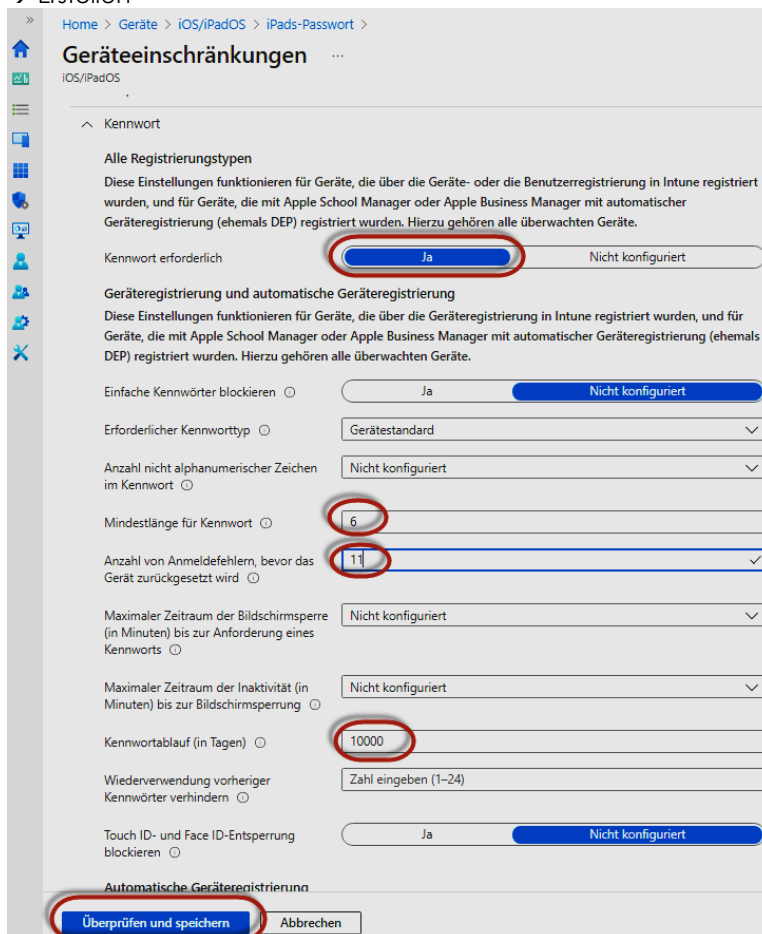 Home > Geräte > iOS/iPadOS > iPads-Passwort >
Geräteeinschränkungen ...
iOS/iPadOS
Kennwort
Alle Registrierungstypen
Diese Einstellungen funktionieren für Geräte, die über die Geräte- oder die Benutzerregistrierung in Intune registriert
wurden, und für Geräte, die mit Apple School Manager oder Apple Business Manager mit automatischer
Geräteregistrierung (ehemals DEP) registriert wurden. Hierzu gehören alle überwachten Geräte.
Kennwort erforderlich Ja Nicht konfiguriert
Geräteregistrierung und automatische Geräteregistrierung
Diese Einstellungen funktionieren für Geräte, die über die Geräteregistrierung in Intune registriert wurden, und für
Geräte, die mit Apple School Manager oder Apple Business Manager mit automatischer Geräteregistrierung (ehemals
DEP) registriert wurden. Hierzu gehören alle überwachten Geräte.
Einfache Kennwörter blockieren Ja Nicht konfiguriert
Erforderlicher Kennworttyp Gerätestandard
Anzahl nicht alphanumerischer Zeichen Nicht konfiguriert
im Kennwort
Mindestlänge für Kennwort 6
Anzahl von Anmeldefehlern, bevor das 11
Gerät zurückgesetzt wird
Maximaler Zeitraum der Bildschirmsperre Nicht konfiguriert
(in Minuten) bis zur Anforderung eines
Kennworts
Maximaler Zeitraum der Inaktivität (in Nicht konfiguriert
Minuten) bis zur Bildschirmsperrung
Kennwortablauf (in Tagen) 10000
Wiederverwendung vorheriger Zahl eingeben (1–24)
Kennwörter verhindern
Touch ID- und Face ID-Entsperrung Ja Nicht konfiguriert
blockieren
Automatische Geräteregistrierung
Überprüfen und speichern Abbrechen